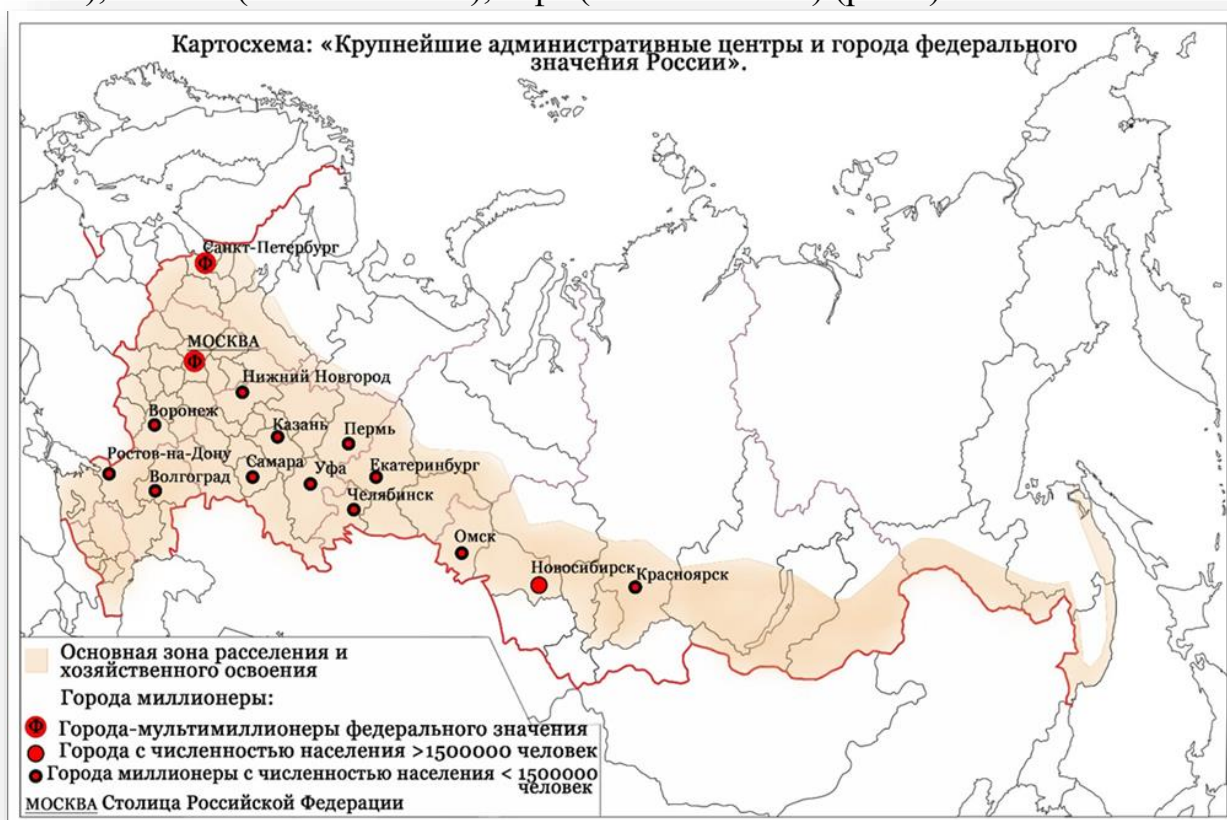 Картосхема: «Крупнейшие административные центры и города федерального
значения России».
Санкт-Петербург
Ф
МОСКВА
Ф
Нижний Новгород
Воронеж
Казань
Пермь
Ростов-на-Дону
Самара
Уфа
Екатеринбург
Волгоград
Челябинск
Омск
Новосибирск
Красноярск
Основная зона расселения и
хозяйственного освоения
Города миллионеры:
Ф Города-мультимиллионеры федерального значения
Города с численностью населения >1500000 человек
Города миллионеры с численностью населения < 1500000
человек
МОСКВА Столица Российской Федерации